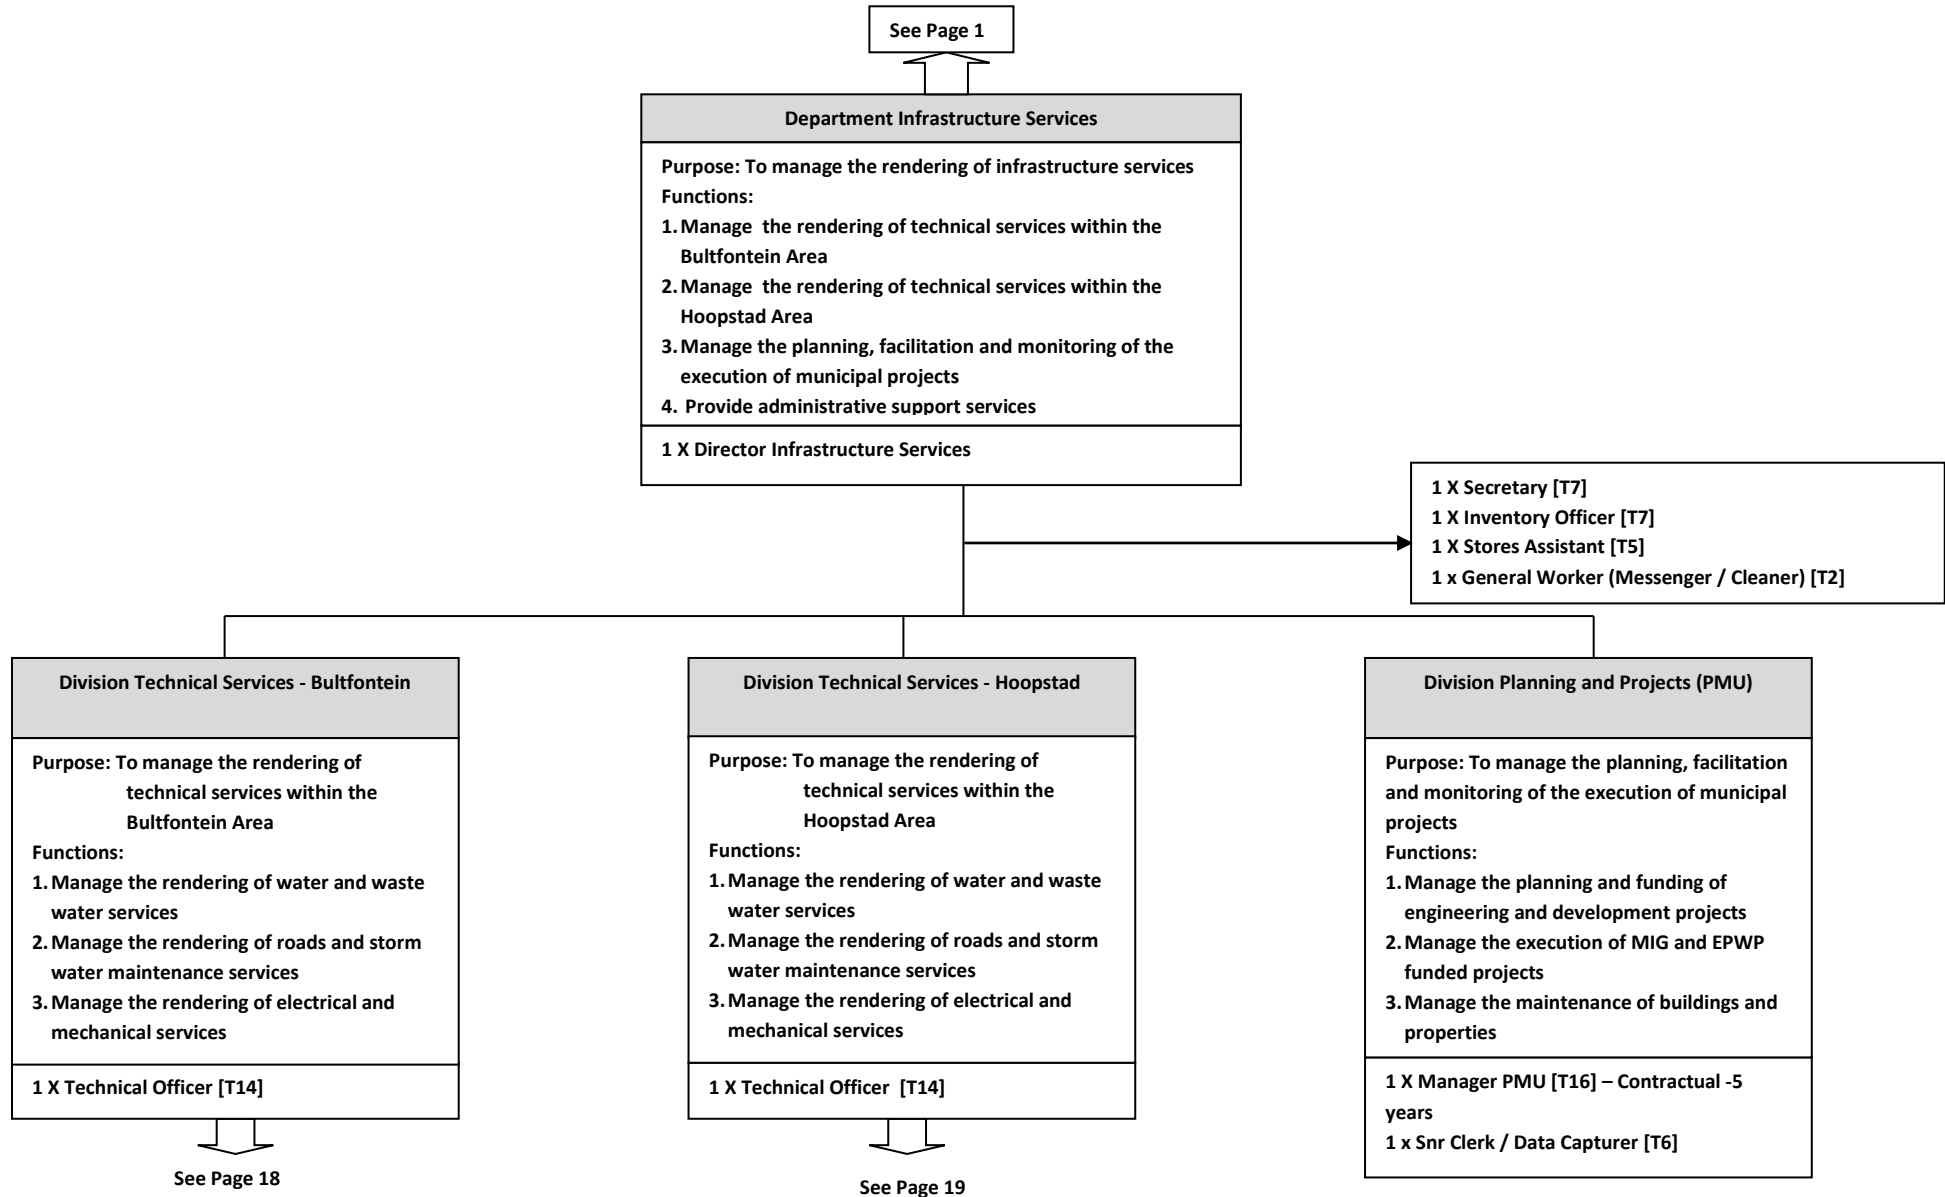 See Page 1
Department Infrastructure Services
Purpose: To manage the rendering of infrastructure services
Functions:
1. Manage  the rendering of technical services within the
Bultfontein Area
2. Manage  the rendering of technical services within the
Hoopstad Area
3. Manage the planning, facilitation and monitoring of the
execution of municipal projects
4.  Provide administrative support services
1 X Director Infrastructure Services
1 X Secretary [T7]
1 X Inventory Officer [T7]
1 X Stores Assistant [T5]
1 x General Worker (Messenger / Cleaner) [T2]
Division Technical Services - Bultfontein
Purpose: To manage the rendering of
technical services within the
Bultfontein Area
Functions:
1. Manage the rendering of water and waste
water services
2. Manage the rendering of roads and storm
water maintenance services
3. Manage the rendering of electrical and
mechanical services
1 X Technical Officer [T14]
See Page 18
Division Technical Services - Hoopstad
Purpose: To manage the rendering of
technical services within the
Hoopstad Area
Functions:
1. Manage the rendering of water and waste
water services
2. Manage the rendering of roads and storm
water maintenance services
3. Manage the rendering of electrical and
mechanical services
1 X Technical Officer  [T14]
See Page 19
Division Planning and Projects (PMU)
Purpose: To manage the planning, facilitation
and monitoring of the execution of municipal
projects
Functions:
1. Manage the planning and funding of
engineering and development projects
2. Manage the execution of MIG and EPWP
funded projects
3. Manage the maintenance of buildings and
properties
1 X Manager PMU [T16] – Contractual -5
years
1 x Snr Clerk / Data Capturer [T6]